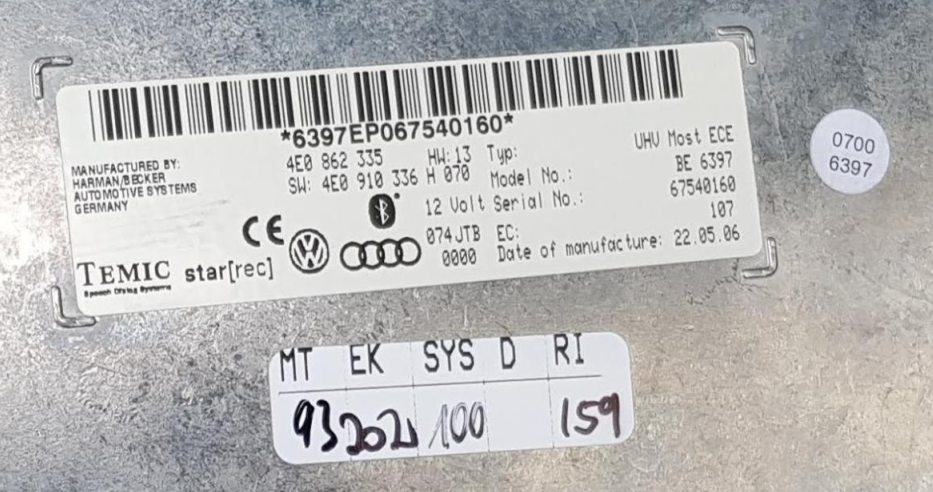 *6397EP067540160*
MANUFACTURED BY:
HARMAN/BECKER
AUTOMOTIVE SYSTEMS
GERMANY
4E0 862 335 HW:13
SW: 4E0 910 336 H 070
12 Volt
074JTB
0000
Typ: UHV Most ECE
Model No.: BE 6397
Serial No.: 67540160
EC: 107
Date of manufacture: 22.05.06
CE
TEMIC star[rec]
0700
6397
MT EK SYS D RI
93 100 159